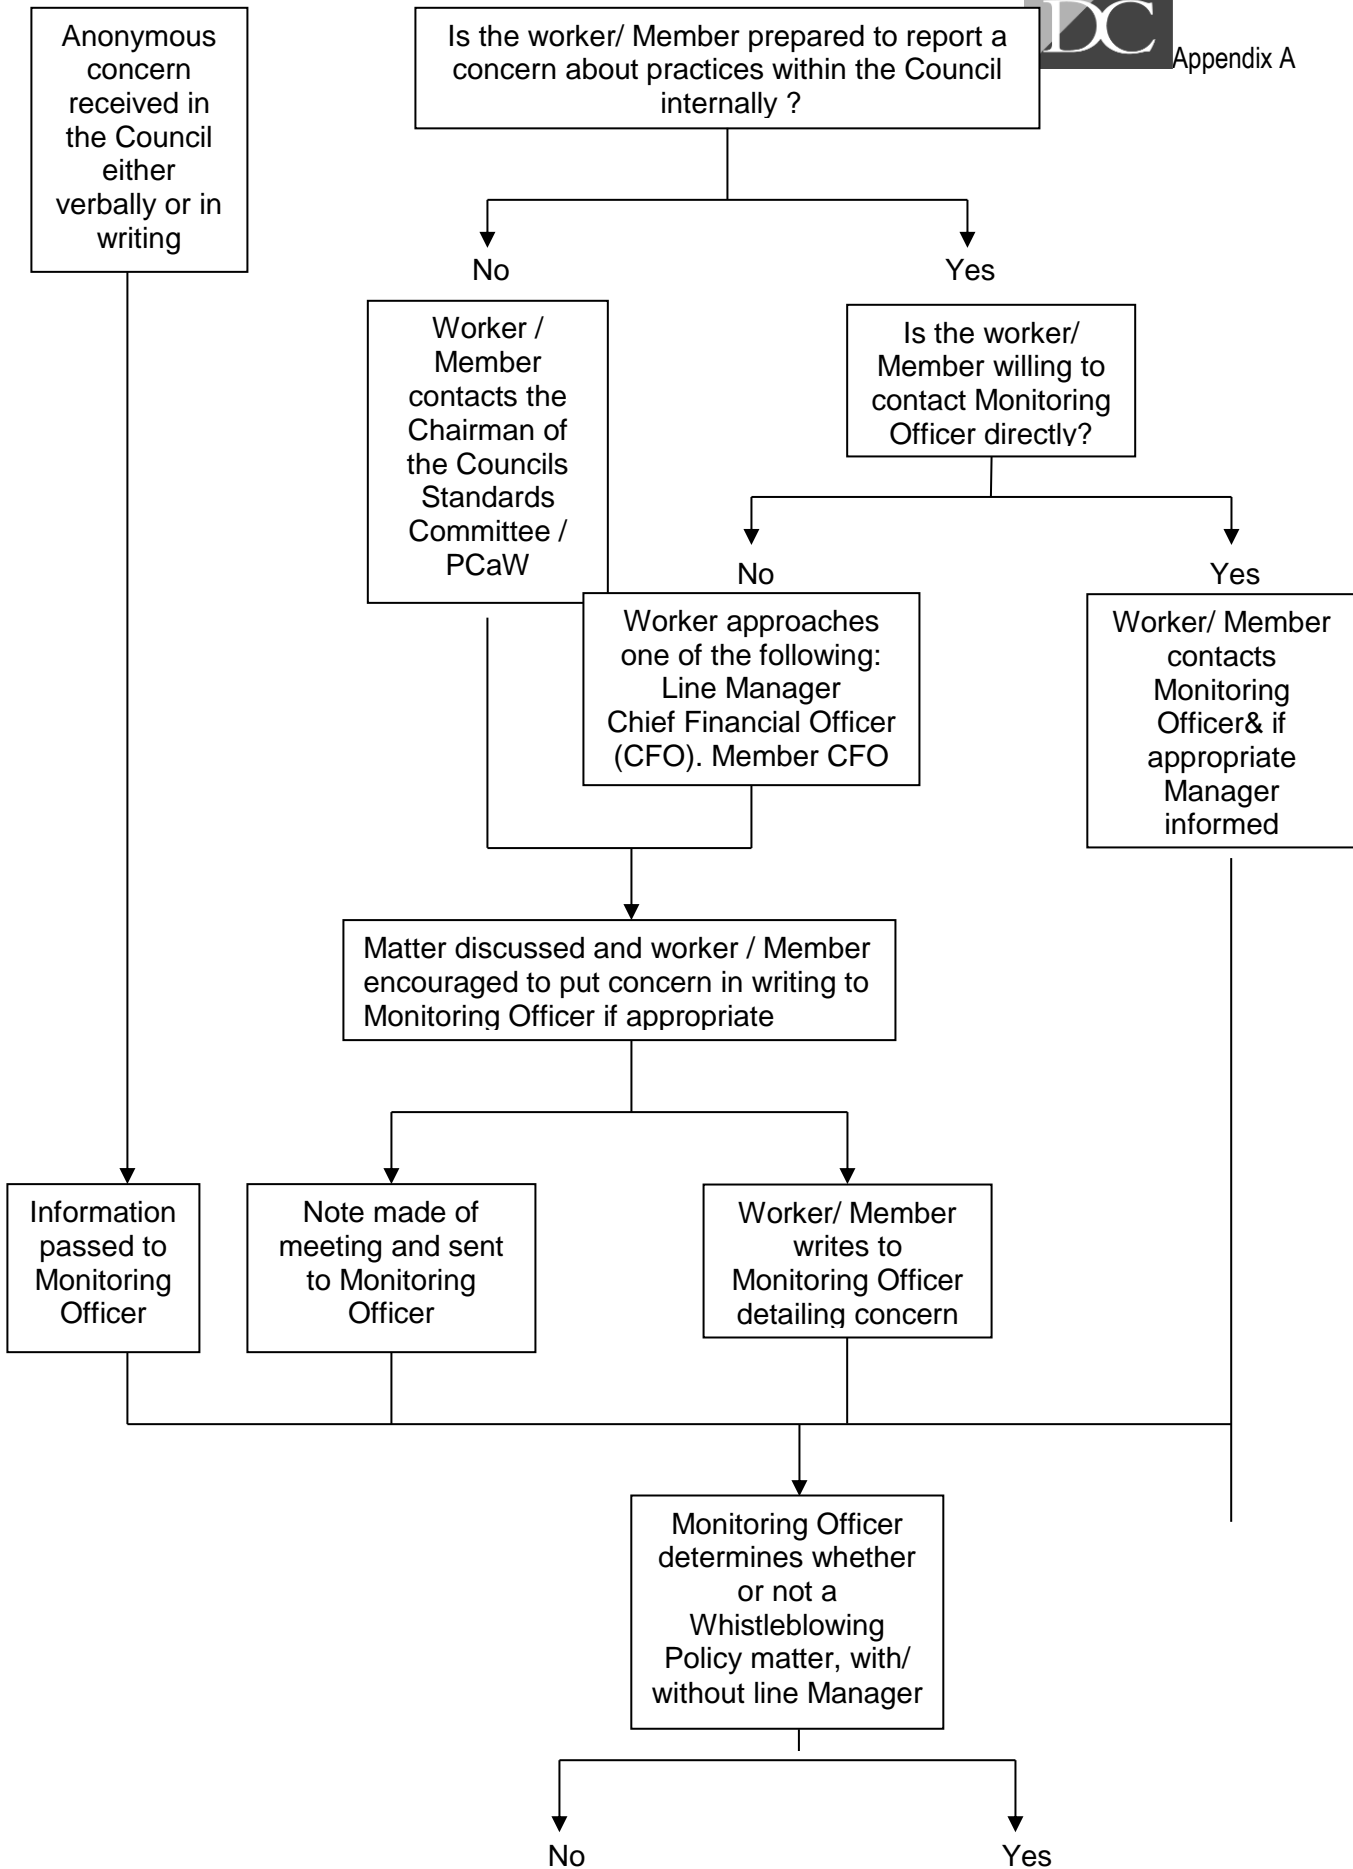 DC
Appendix A
Anonymous
concern
received in
the Council
either
verbally or in
writing
Is the worker/ Member prepared to report a
concern about practices within the Council
internally ?
No
Yes
Worker /
Member
contacts the
Chairman of
the Councils
Standards
Committee /
PCaW
Is the worker/
Member willing to
contact Monitoring
Officer directly?
No
Yes
Worker approaches
one of the following:
Line Manager
Chief Financial Officer
(CFO). Member CFO
Worker/ Member
contacts
Monitoring
Officer& if
appropriate
Manager
informed
Matter discussed and worker / Member
encouraged to put concern in writing to
Monitoring Officer if appropriate
Information
passed to
Monitoring
Officer
Note made of
meeting and sent
to Monitoring
Officer
Worker/ Member
writes to
Monitoring Officer
detailing concern
Monitoring Officer
determines whether
or not a
Whistleblowing
Policy matter, with/
without line Manager
No
Yes